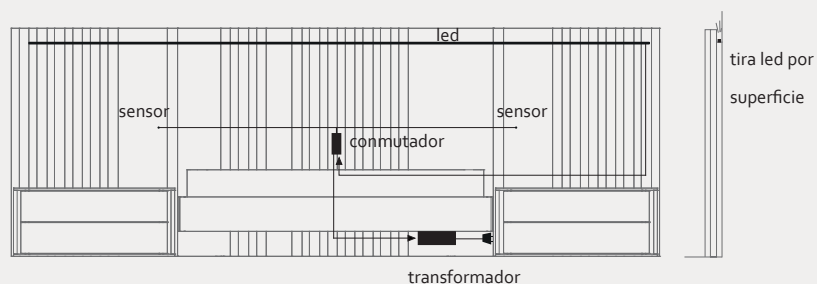 led
tira led por
superficie
sensor
sensor
conmutador
transformador